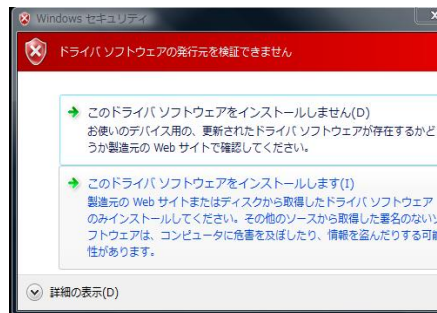 Windows セキュリティ
ドライバ ソフトウェアの発行元を検証できません
このドライバ ソフトウェアをインストールしません(D)
お使いのデバイス用の、更新されたドライバ ソフトウェアが存在するかど
うか製造元の Web サイトで確認してください。
このドライバ ソフトウェアをインストールします(I)
製造元の Web サイトまたはディスクから取得したドライバ ソフトウェア
のみインストールしてください。その他のソースから取得した署名のないソ
フトウェアは、コンピュータに危害を及ぼしたり、情報を盗んだりする可能
性があります。
詳細の表示(D)